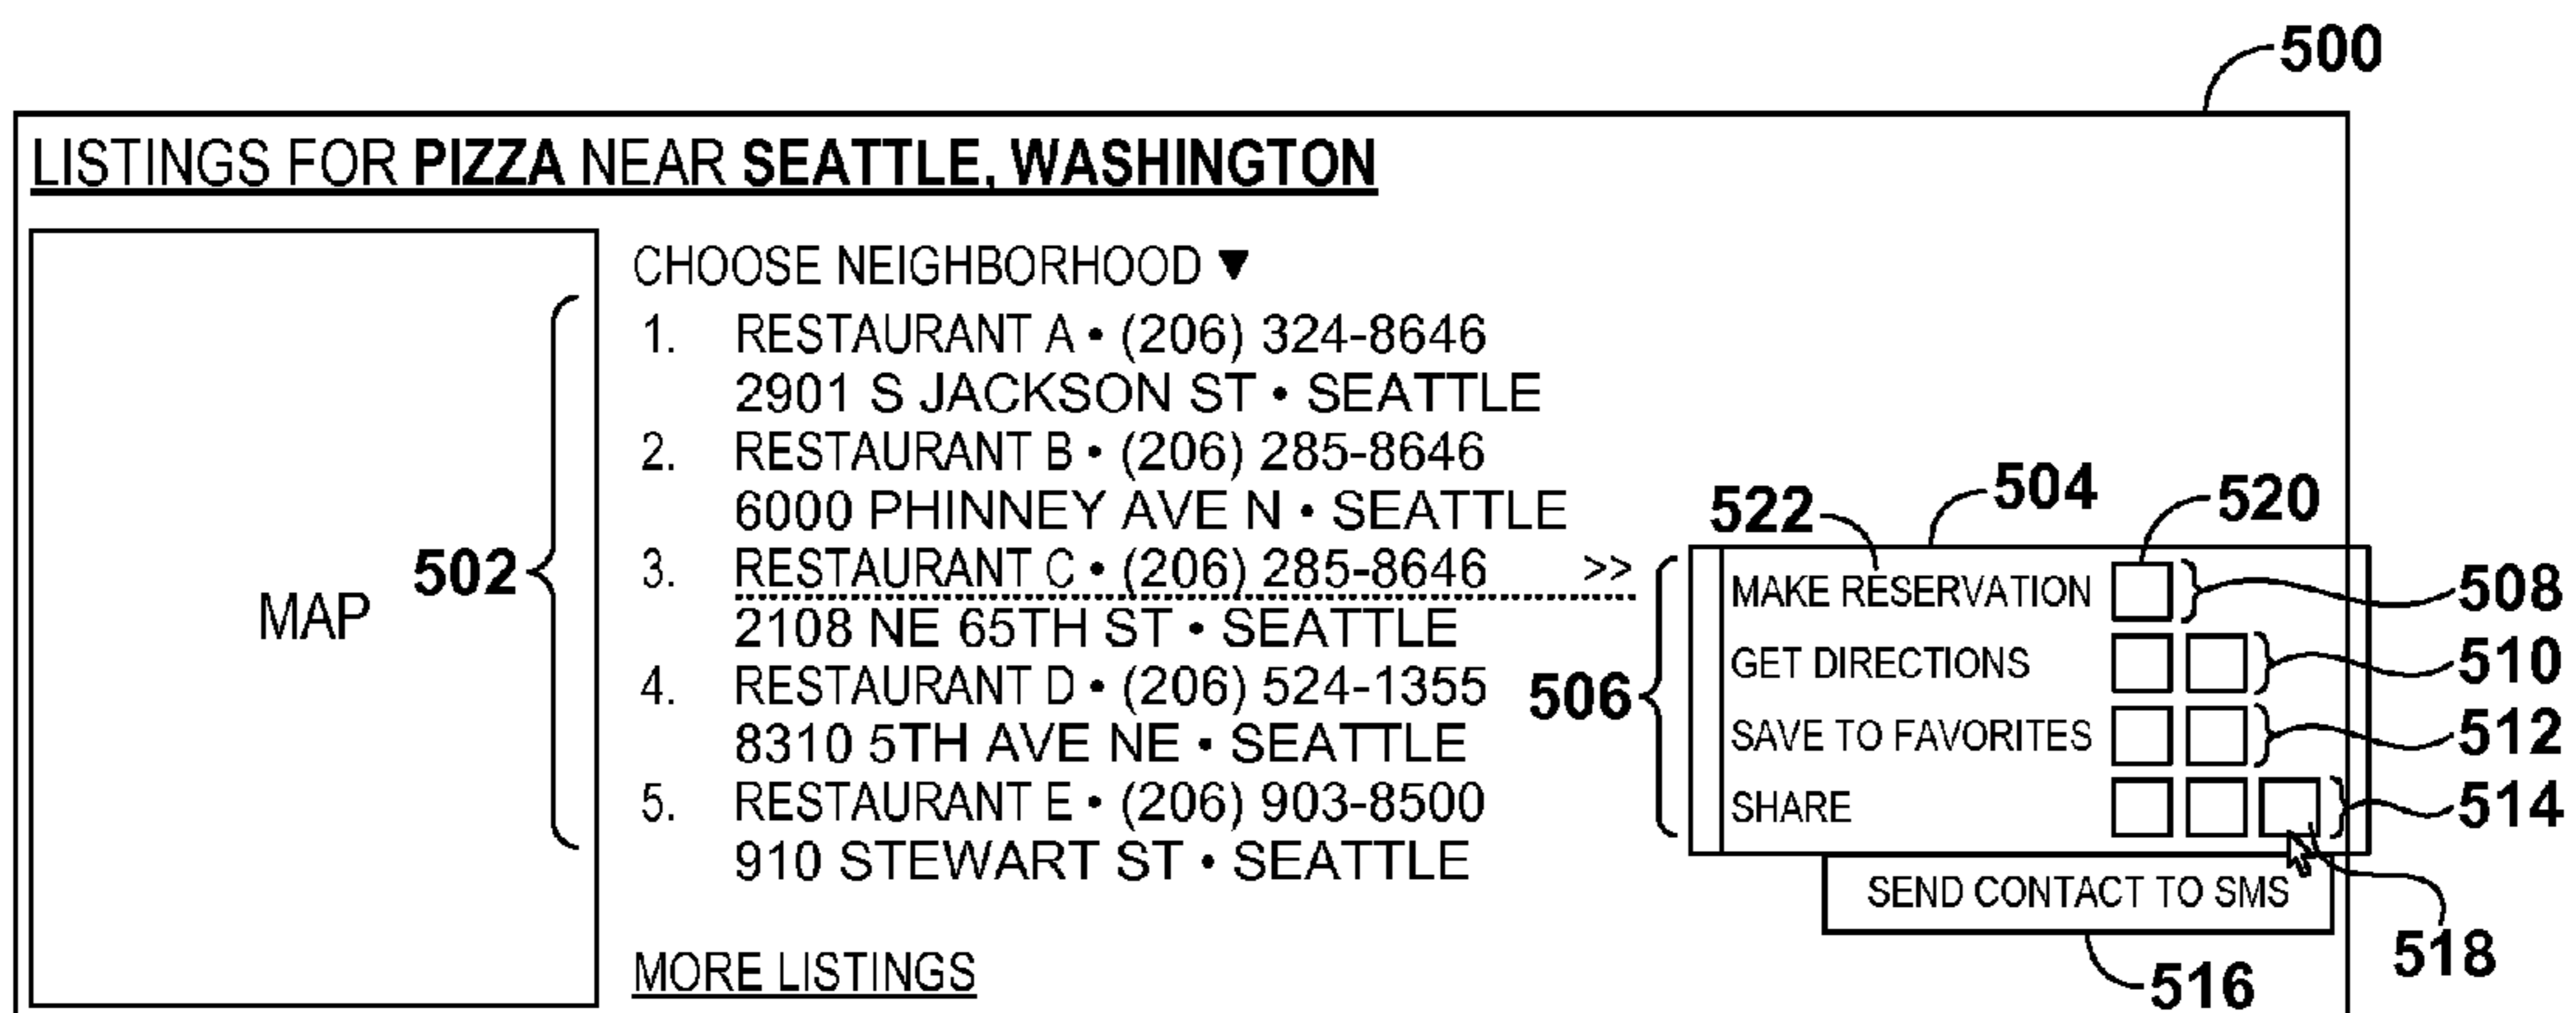 500
LISTINGS FOR PIZZA NEAR SEATTLE, WASHINGTON
MAP
502
CHOOSE NEIGHBORHOOD ▼
1. RESTAURANT A • (206) 324-8646
2901 S JACKSON ST • SEATTLE
2. RESTAURANT B • (206) 285-8646
6000 PHINNEY AVE N • SEATTLE
3. RESTAURANT C • (206) 285-8646 >>
2108 NE 65TH ST • SEATTLE
4. RESTAURANT D • (206) 524-1355
8310 5TH AVE NE • SEATTLE
5. RESTAURANT E • (206) 903-8500
910 STEWART ST • SEATTLE
MORE LISTINGS
522 504 520
506
MAKE RESERVATION 508
GET DIRECTIONS 510
SAVE TO FAVORITES 512
SHARE 514
SEND CONTACT TO SMS
518
516